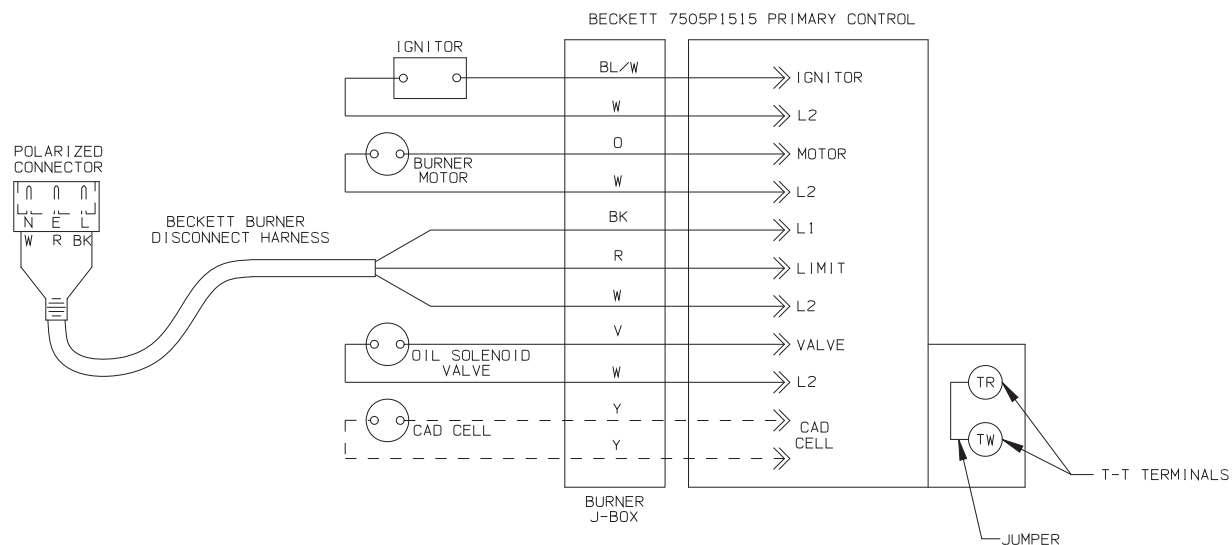 BECKETT 7505P1515 PRIMARY CONTROL
IGNITOR
BL/W
IGNITOR
W
L2
O
MOTOR
BURNER
MOTOR
W
L2
POLARIZED
CONNECTOR
N E L
W R BK
BECKETT BURNER
DISCONNECT HARNESS
BK
L1
R
LIMIT
W
L2
V
VALVE
OIL SOLENOID
VALVE
W
L2
Y
CAD CELL
CAD
CELL
Y
TR
TW
T-T TERMINALS
JUMPER
BURNER
J-BOX